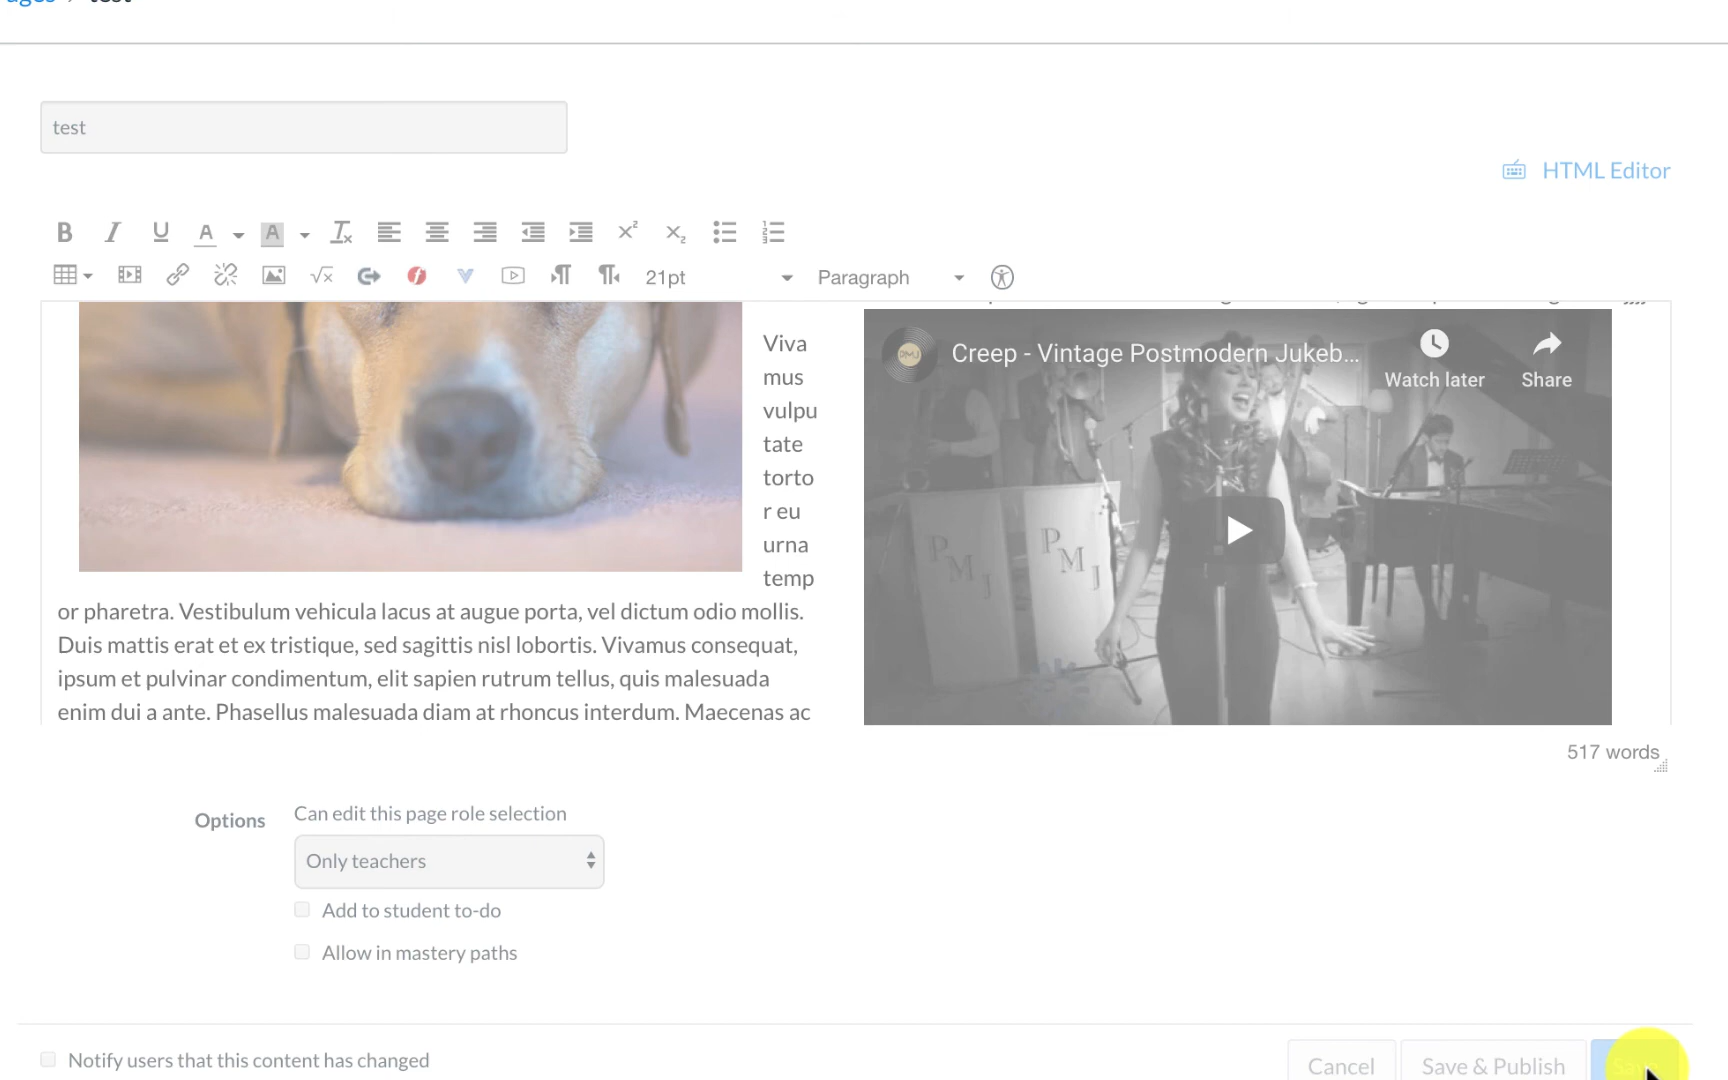 test
HTML Editor
21pt
Paragraph
Viva
mus
vulpu
tate
torto
r eu
urna
temp
or pharetra. Vestibulum vehicula lacus at augue porta, vel dictum odio mollis.
Duis mattis erat et ex tristique, sed sagittis nisl lobortis. Vivamus consequat,
ipsum et pulvinar condimentum, elit sapien rutrum tellus, quis malesuada
enim dui a ante. Phasellus malesuada diam at rhoncus interdum. Maecenas ac
PMJ
Creep - Vintage Postmodern Jukeb...
Watch later
Share
PMJ
PMJ
517 words
Options
Can edit this page role selection
Only teachers
Add to student to-do
Allow in mastery paths
Notify users that this content has changed
Cancel
Save & Publish